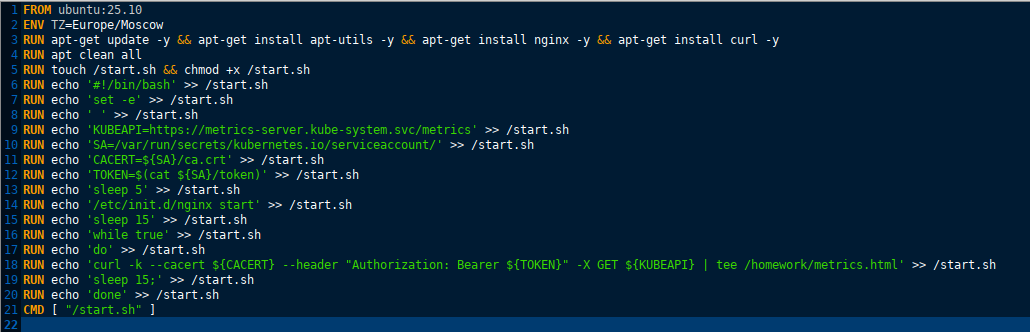 1 FROM ubuntu:25.10
2 ENV TZ=Europe/Moscow
3 RUN apt-get update -y && apt-get install apt-utils -y && apt-get install nginx -y && apt-get install curl -y
4 RUN apt clean all
5 RUN touch /start.sh && chmod +x /start.sh
6 RUN echo '#!/bin/bash' >> /start.sh
7 RUN echo 'set -e' >> /start.sh
8 RUN echo ' ' >> /start.sh
9 RUN echo 'KUBEAPI=https://metrics-server.kube-system.svc/metrics' >> /start.sh
10 RUN echo 'SA=/var/run/secrets/kubernetes.io/serviceaccount/' >> /start.sh
11 RUN echo 'CACERT=${SA}/ca.crt' >> /start.sh
12 RUN echo 'TOKEN=$(cat ${SA}/token)' >> /start.sh
13 RUN echo 'sleep 5' >> /start.sh
14 RUN echo '/etc/init.d/nginx start' >> /start.sh
15 RUN echo 'sleep 15' >> /start.sh
16 RUN echo 'while true' >> /start.sh
17 RUN echo 'do' >> /start.sh
18 RUN echo 'curl -k --cacert ${CACERT} --header "Authorization: Bearer ${TOKEN}" -X GET ${KUBEAPI} | tee /homework/metrics.html' >> /start.sh
19 RUN echo 'sleep 15;' >> /start.sh
20 RUN echo 'done' >> /start.sh
21 CMD [ "/start.sh" ]
22